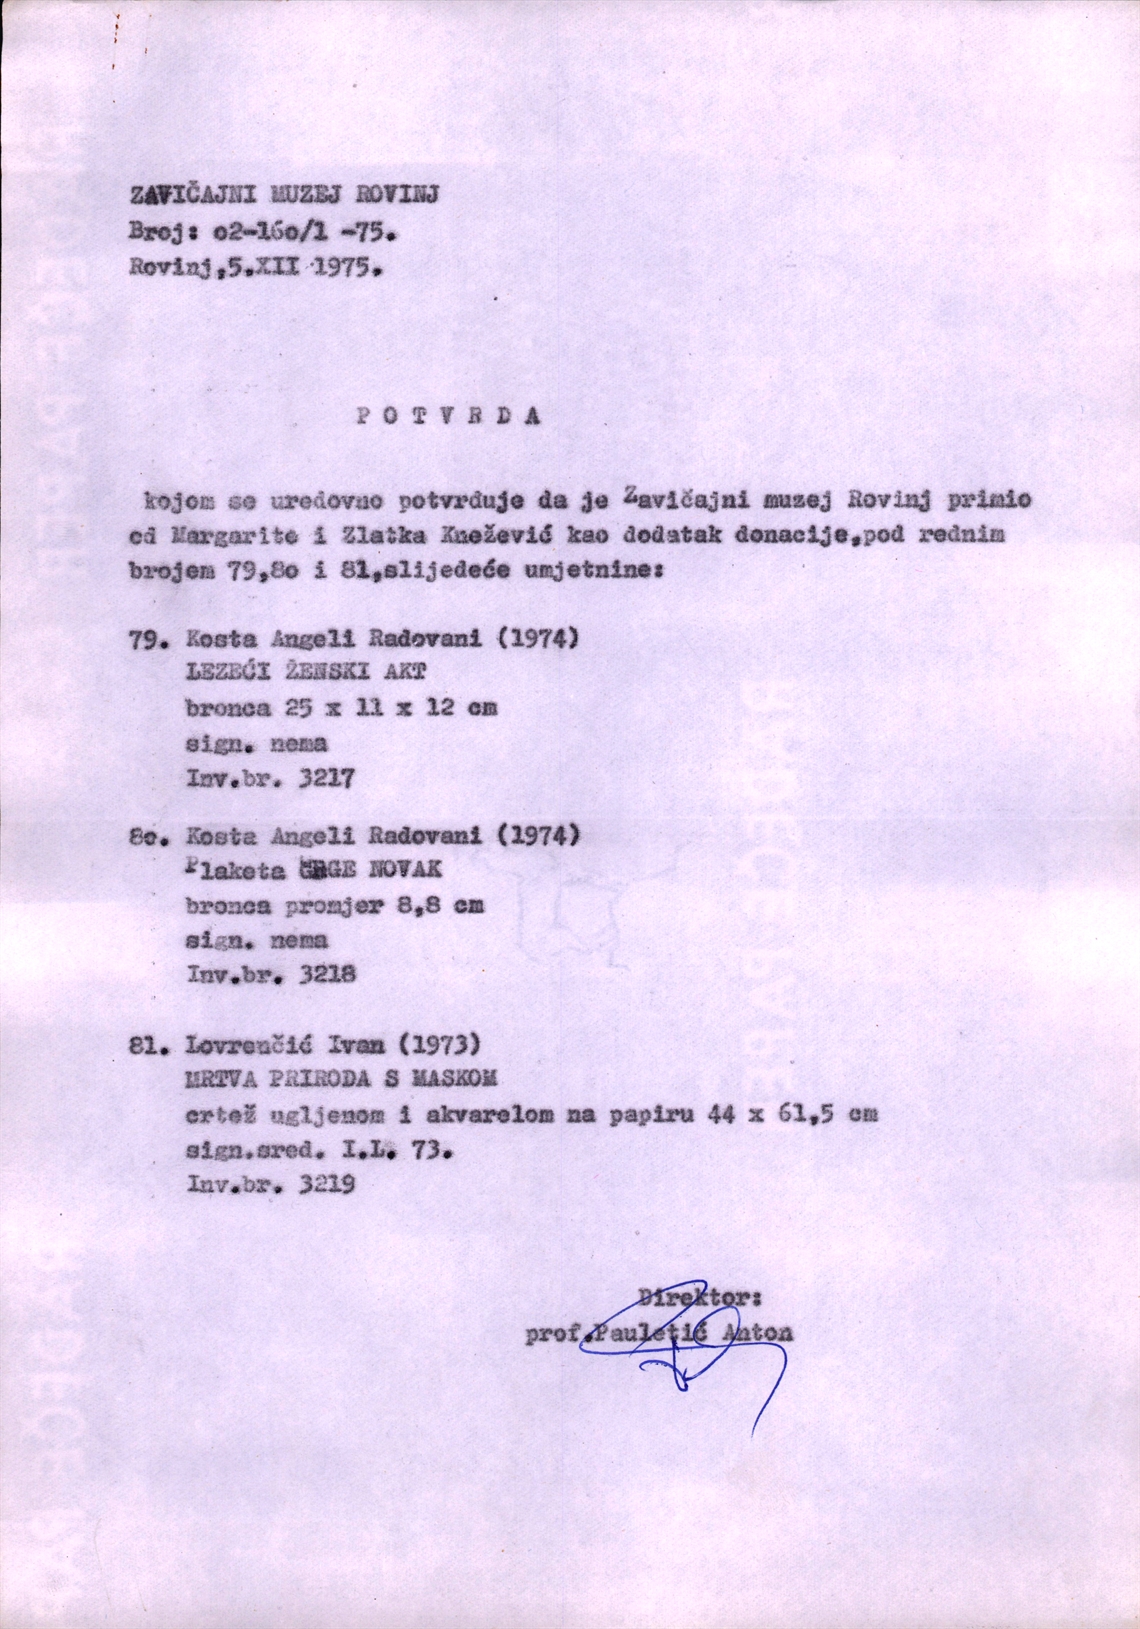 ZAVIČAJNI MUZEJ ROVINJ
Broj: o2-16o/1 -75.
Rovinj,5.XII 1975.
P O T V R D A
kojom se uredovno potvrđuje da je Zavičajni muzej Rovinj primio
od Margarite i Zlatka Knežević kao dodatak donacije,pod rednim
brojem 79,8o i 81,slijedeće umjetnine:
79. Kosta Angeli Radovani (1974)
LEZEĆI ŽENSKI AKT
bronca 25 x 11 x 12 cm
sign. nema
Inv.br. 3217
8o. Kosta Angeli Radovani (1974)
Plaketa GRGE NOVAK
bronca promjer 8,8 cm
sign. nema
Inv.br. 3218
81. Lovrenčić Ivan (1973)
MRTVA PRIRODA S MASKOM
crtež ugljenom i akvarelom na papiru 44 x 61,5 cm
sign.sred. I.L. 73.
Inv.br. 3219
Direktor:
prof.Pauletić Anton